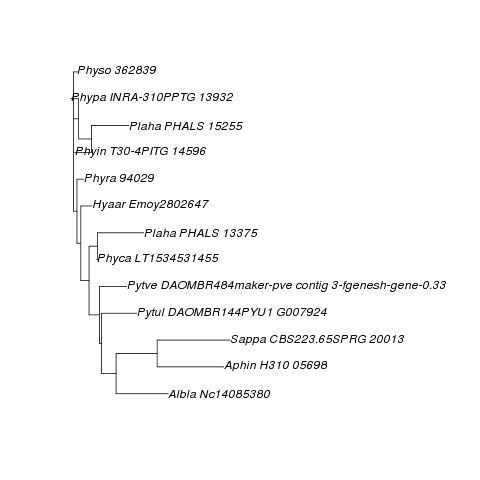 Physo 362839
Phypa INRA-310PPTG 13932
Plaha PHALS 15255
Phyin T30-4PITG 14596
Phyra 94029
Hyaar Emoy2802647
Plaha PHALS 13375
Phyca LT1534531455
Pytve DAOMBR484maker-pve contig 3-fgenesh-gene-0.33
Pytul DAOMBR144PYU1 G007924
Sappa CBS223.65SPRG 20013
Aphin H310 05698
Albla Nc14085380